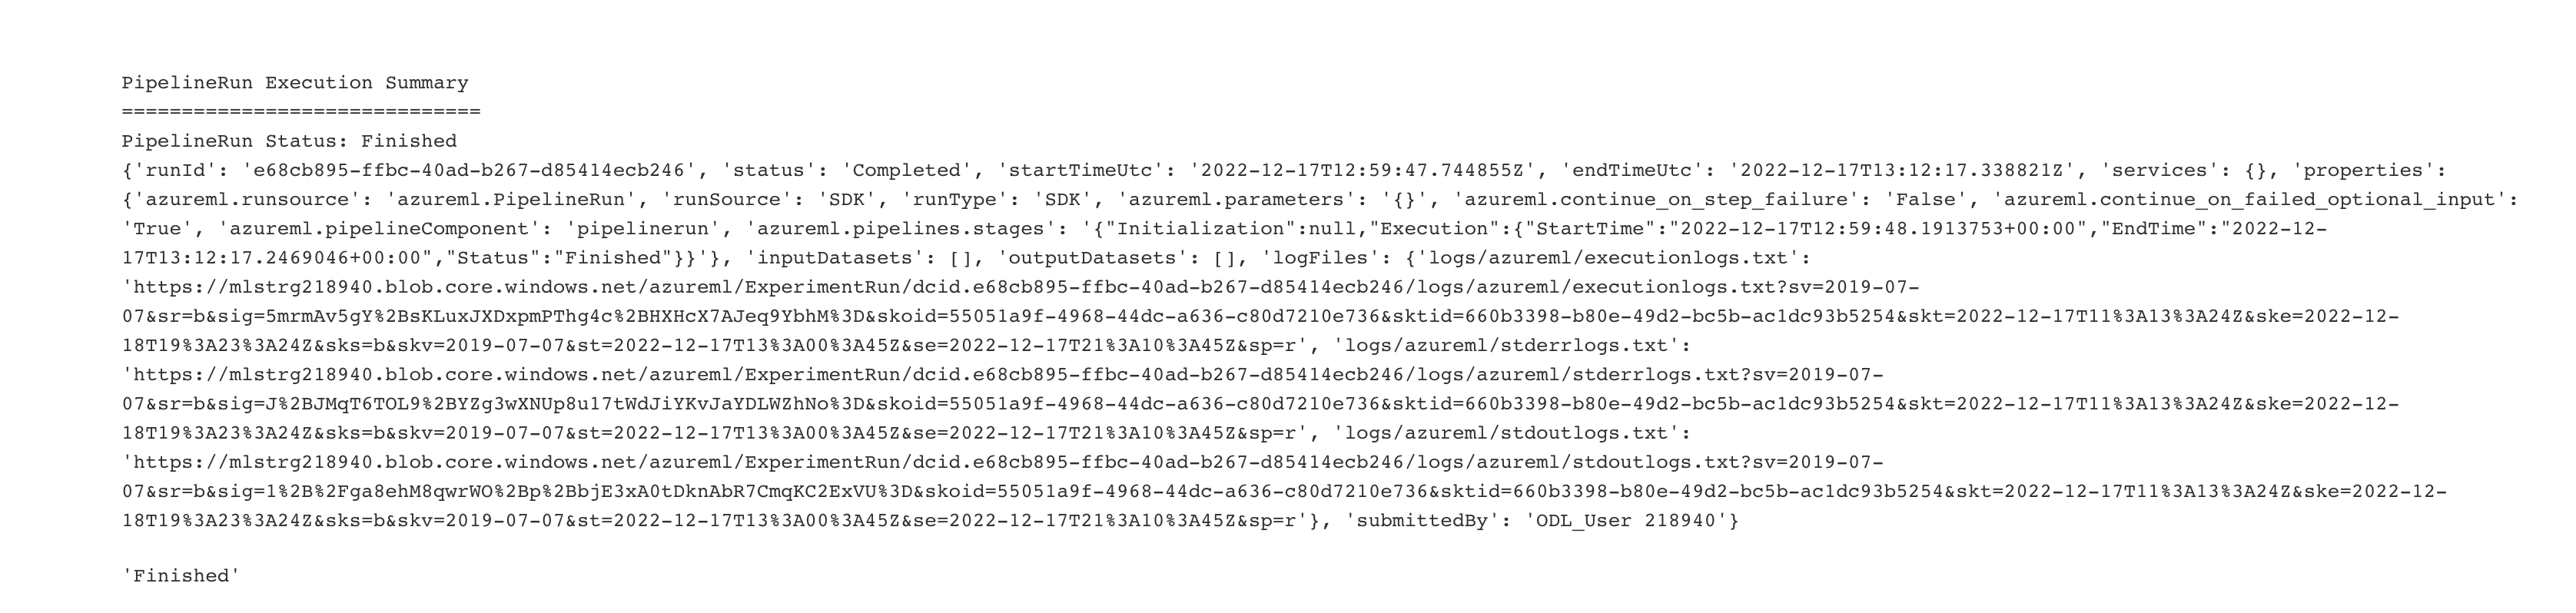 PipelineRun Execution Summary
==============================
PipelineRun Status: Finished
{'runId': 'e68cb895-ffbc-40ad-b267-d85414ecb246', 'status': 'Completed', 'startTimeUtc': '2022-12-17T12:59:47.744855Z', 'endTimeUtc': '2022-12-17T13:12:17.338821Z', 'services': {}, 'properties':
{'azureml.runsource': 'azureml.PipelineRun', 'runSource': 'SDK', 'runType': 'SDK', 'azureml.parameters': '{}', 'azureml.continue_on_step_failure': 'False', 'azureml.continue_on_failed_optional_input':
'True', 'azureml.pipelineComponent': 'pipelinerun', 'azureml.pipelines.stages': '{"Initialization":null,"Execution":{"StartTime":"2022-12-17T12:59:48.1913753+00:00","EndTime":"2022-12-
17T13:12:17.2469046+00:00","Status":"Finished"}}'}, 'inputDatasets': [], 'outputDatasets': [], 'logFiles': {'logs/azureml/executionlogs.txt':
'https://mlstrg218940.blob.core.windows.net/azureml/ExperimentRun/dcid.e68cb895-ffbc-40ad-b267-d85414ecb246/logs/azureml/executionlogs.txt?sv=2019-07-
07&sr=b&sig=5mrmAv5gY%2BsKLuxJXDxpmPThg4c%2BHXHcX7AJeq9YbhM%3D&skoid=55051a9f-4968-44dc-a636-c80d7210e736&sktid=660b3398-b80e-49d2-bc5b-ac1dc93b5254&skt=2022-12-17T11%3A13%3A24Z&ske=2022-12-
18T19%3A23%3A24Z&sks=b&skv=2019-07-07&st=2022-12-17T13%3A00%3A45Z&se=2022-12-17T21%3A10%3A45Z&sp=r', 'logs/azureml/stderrlogs.txt':
'https://mlstrg218940.blob.core.windows.net/azureml/ExperimentRun/dcid.e68cb895-ffbc-40ad-b267-d85414ecb246/logs/azureml/stderrlogs.txt?sv=2019-07-
07&sr=b&sig=J%2BJMqT6TOL9%2BYZg3wXNUp8u17tWdJiYKvJaYDLWZhNo%3D&skoid=55051a9f-4968-44dc-a636-c80d7210e736&sktid=660b3398-b80e-49d2-bc5b-ac1dc93b5254&skt=2022-12-17T11%3A13%3A24Z&ske=2022-12-
18T19%3A23%3A24Z&sks=b&skv=2019-07-07&st=2022-12-17T13%3A00%3A45Z&se=2022-12-17T21%3A10%3A45Z&sp=r', 'logs/azureml/stdoutlogs.txt':
'https://mlstrg218940.blob.core.windows.net/azureml/ExperimentRun/dcid.e68cb895-ffbc-40ad-b267-d85414ecb246/logs/azureml/stdoutlogs.txt?sv=2019-07-
07&sr=b&sig=1%2B%2Fga8ehM8qwrWO%2Bp%2BbjE3xA0tDknAbR7CmqKC2ExVU%3D&skoid=55051a9f-4968-44dc-a636-c80d7210e736&sktid=660b3398-b80e-49d2-bc5b-ac1dc93b5254&skt=2022-12-17T11%3A13%3A24Z&ske=2022-12-
18T19%3A23%3A24Z&sks=b&skv=2019-07-07&st=2022-12-17T13%3A00%3A45Z&se=2022-12-17T21%3A10%3A45Z&sp=r'}, 'submittedBy': 'ODL_User 218940'}
'Finished'